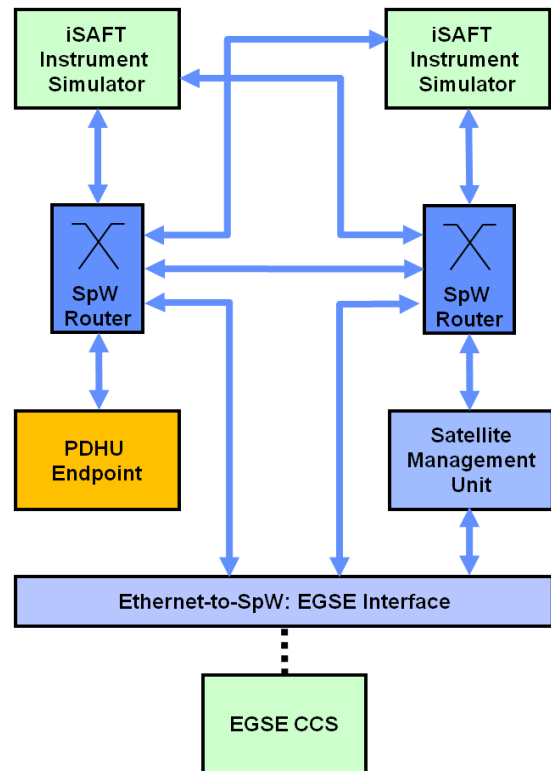 iSAFT
Instrument
Simulator
iSAFT
Instrument
Simulator
SpW
Router
SpW
Router
PDHU
Endpoint
Satellite
Management
Unit
Ethernet-to-SpW: EGSE Interface
EGSE CCS